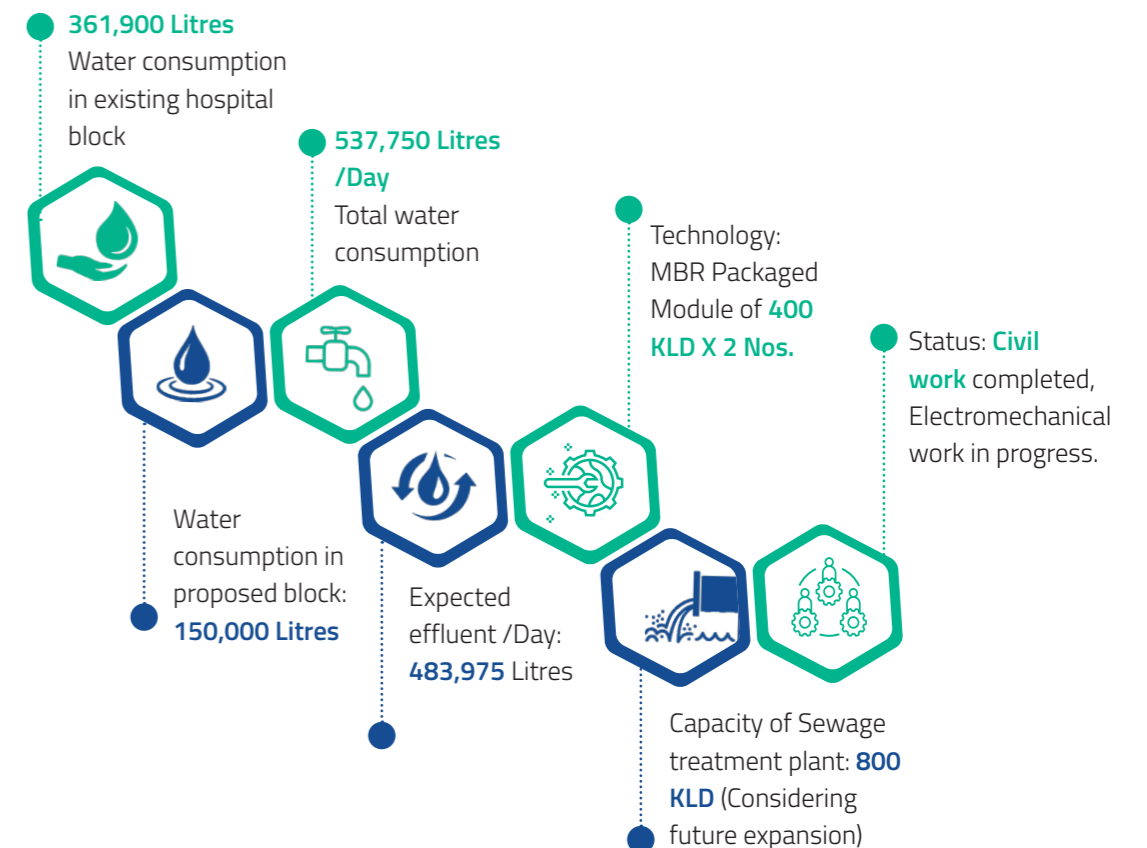 361,900 Litres
Water consumption
in existing hospital
block
537,750 Litres
/Day
Total water
consumption
Technology:
MBR Packaged
Module of 400
KLD X 2 Nos.
Status: Civil
work completed,
Electromechanical
work in progress.
Water
consumption in
proposed block:
150,000 Litres
Expected
effluent /Day:
483,975 Litres
Capacity of Sewage
treatment plant: 800
KLD (Considering
future expansion)